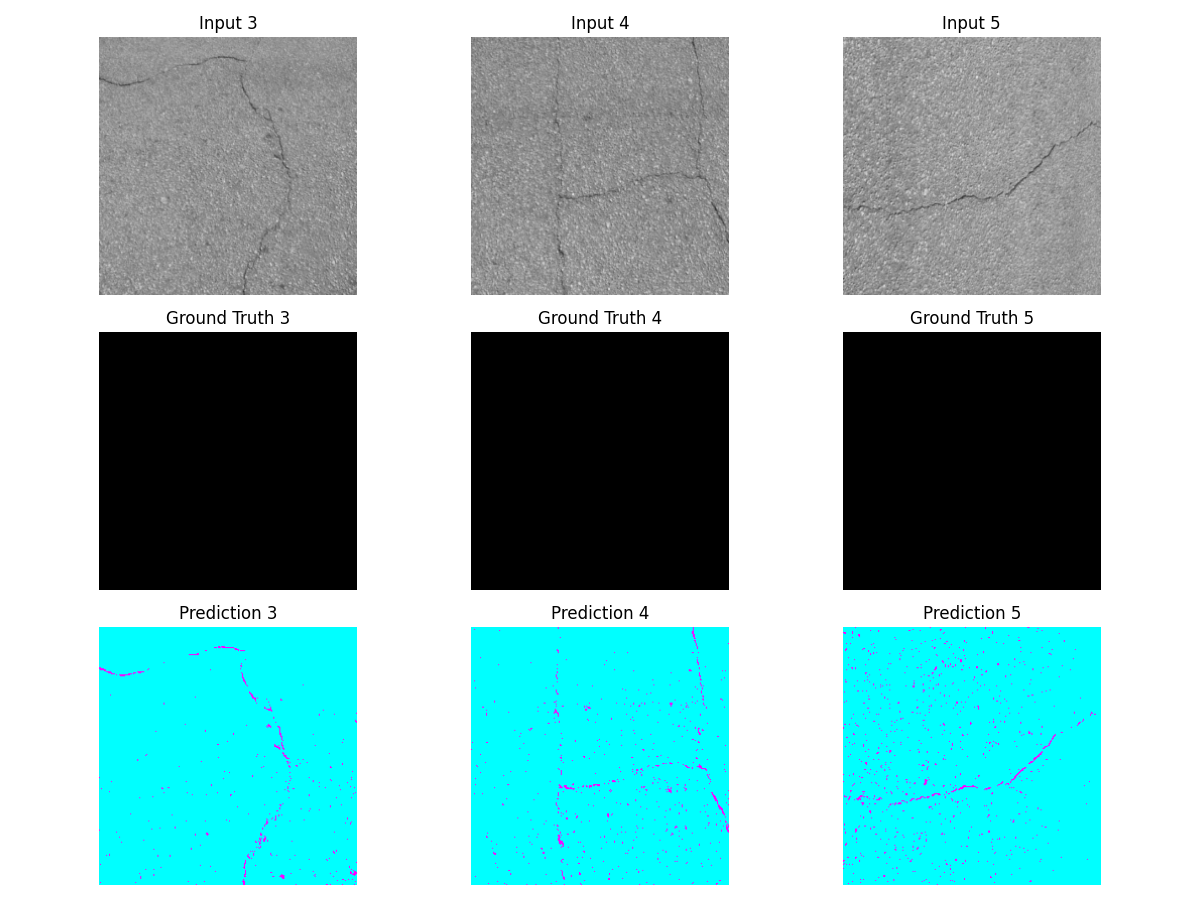 Input 3
Input 4
Input 5
Ground Truth 3
Ground Truth 4
Ground Truth 5
Prediction 3
Prediction 4
Prediction 5